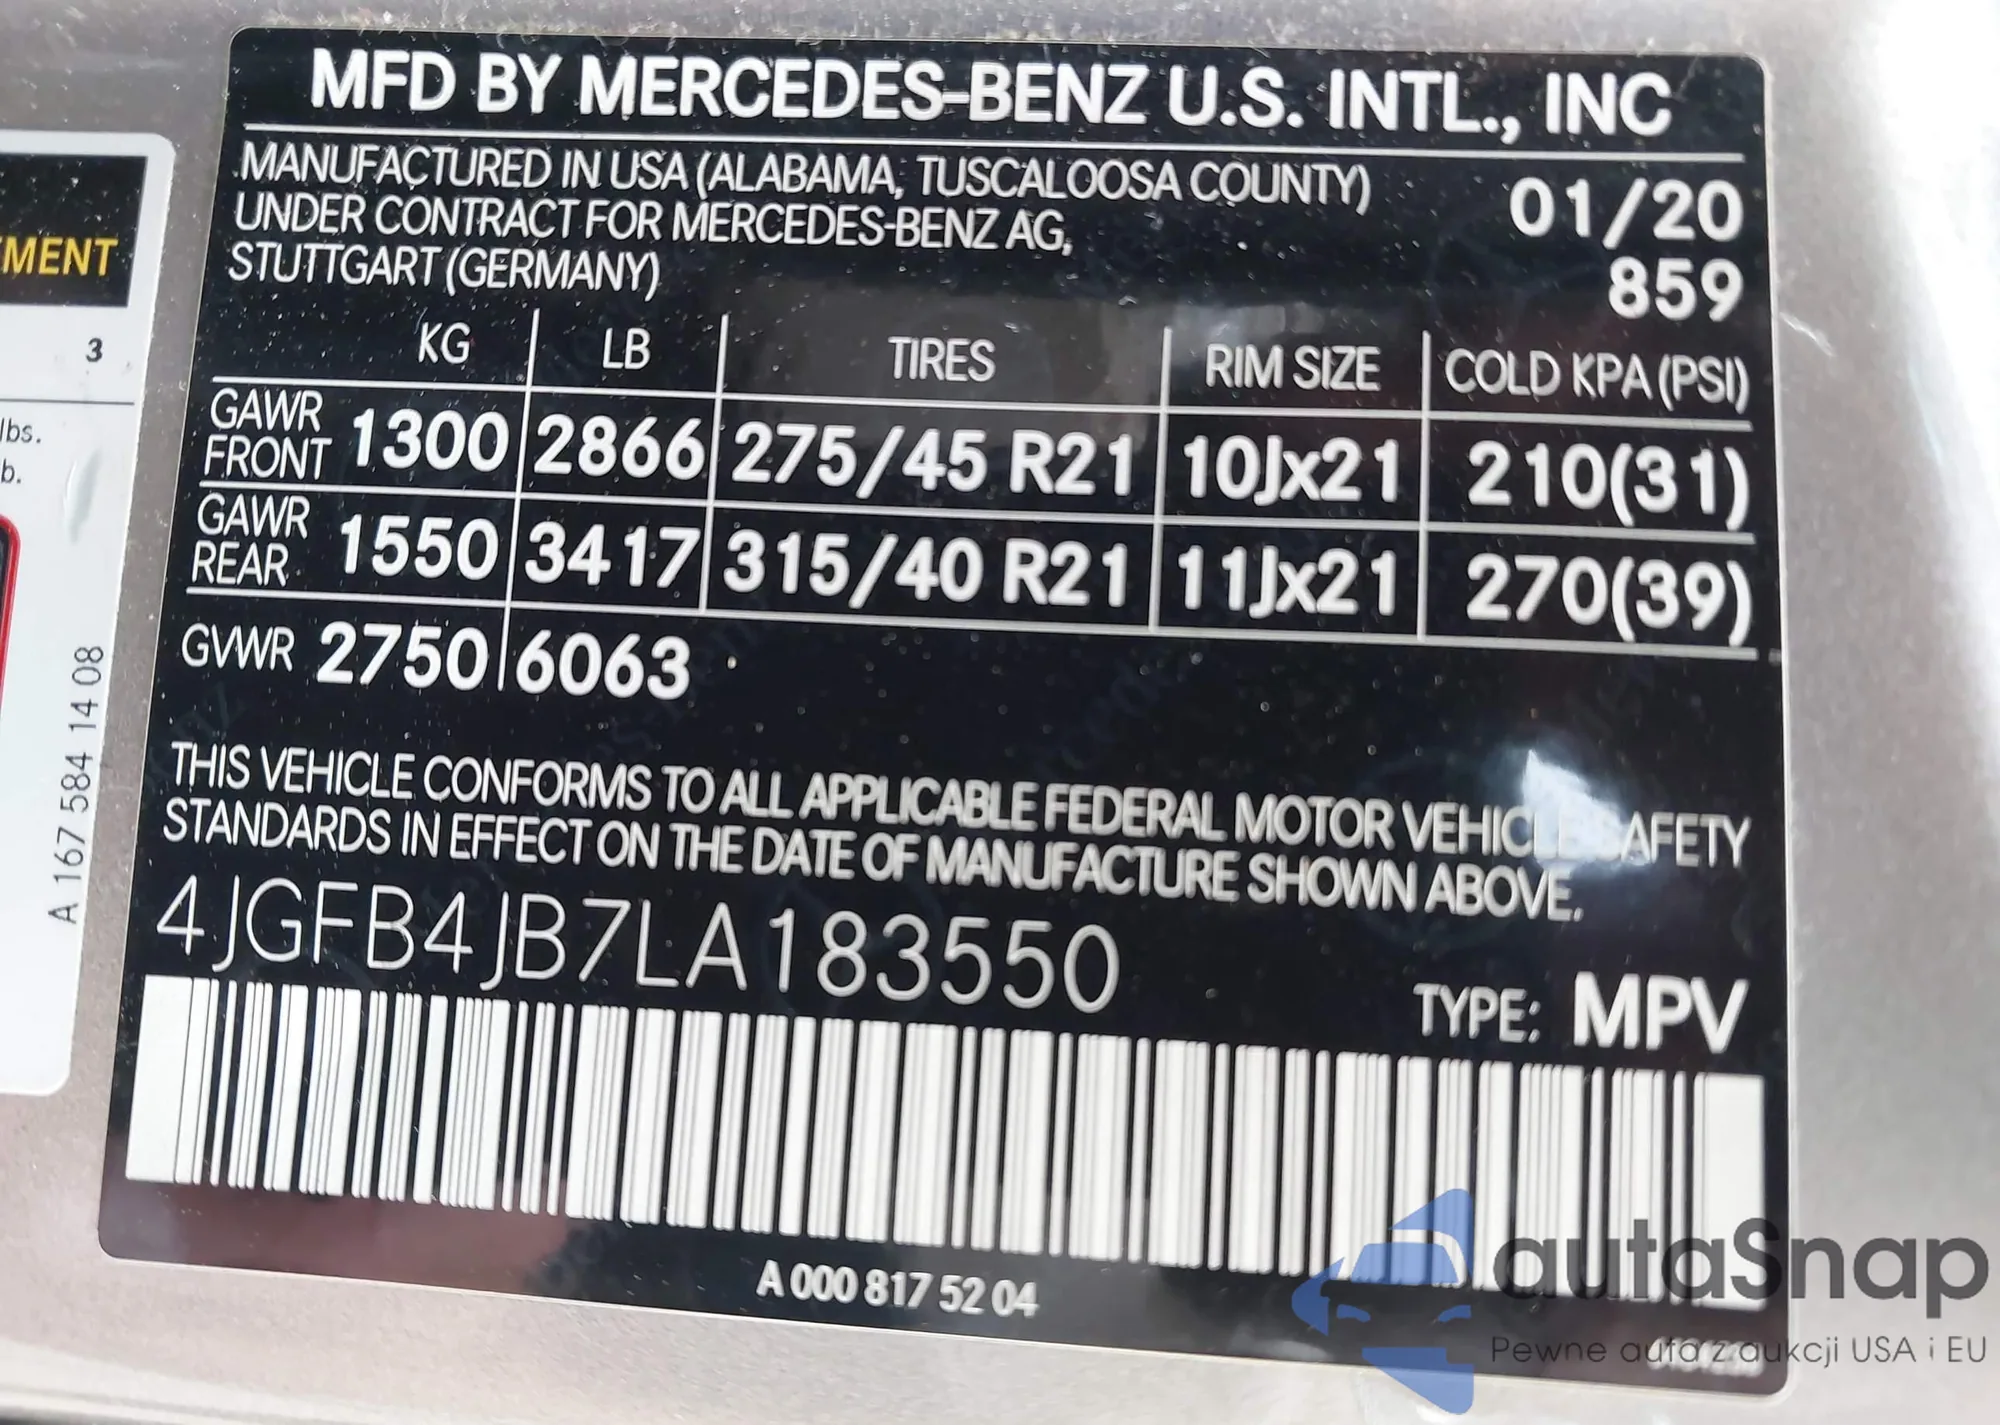 MFD BY MERCEDES-BENZ U.S. INTL., INC
MANUFACTURED IN USA (ALABAMA, TUSCALOOSA COUNTY)
UNDER CONTRACT FOR MERCEDES-BENZ AG,
STUTTGART (GERMANY)
01/20
859
KG LB TIRES RIM SIZE COLD KPA (PSI)
GAWR FRONT 1300 2866 275/45 R21 10Jx21 210(31)
GAWR REAR 1550 3417 315/40 R21 11Jx21 270(39)
GVWR 2750 6063
THIS VEHICLE CONFORMS TO ALL APPLICABLE FEDERAL MOTOR VEHICLE SAFETY
STANDARDS IN EFFECT ON THE DATE OF MANUFACTURE SHOWN ABOVE.
4JGFB4JB7LA183550
TYPE: MPV
A 000 817 52 04
MENT
3
lbs.
b.
A 167 584 14 08
autaSnap
Pewne auta z aukcji USA i EU